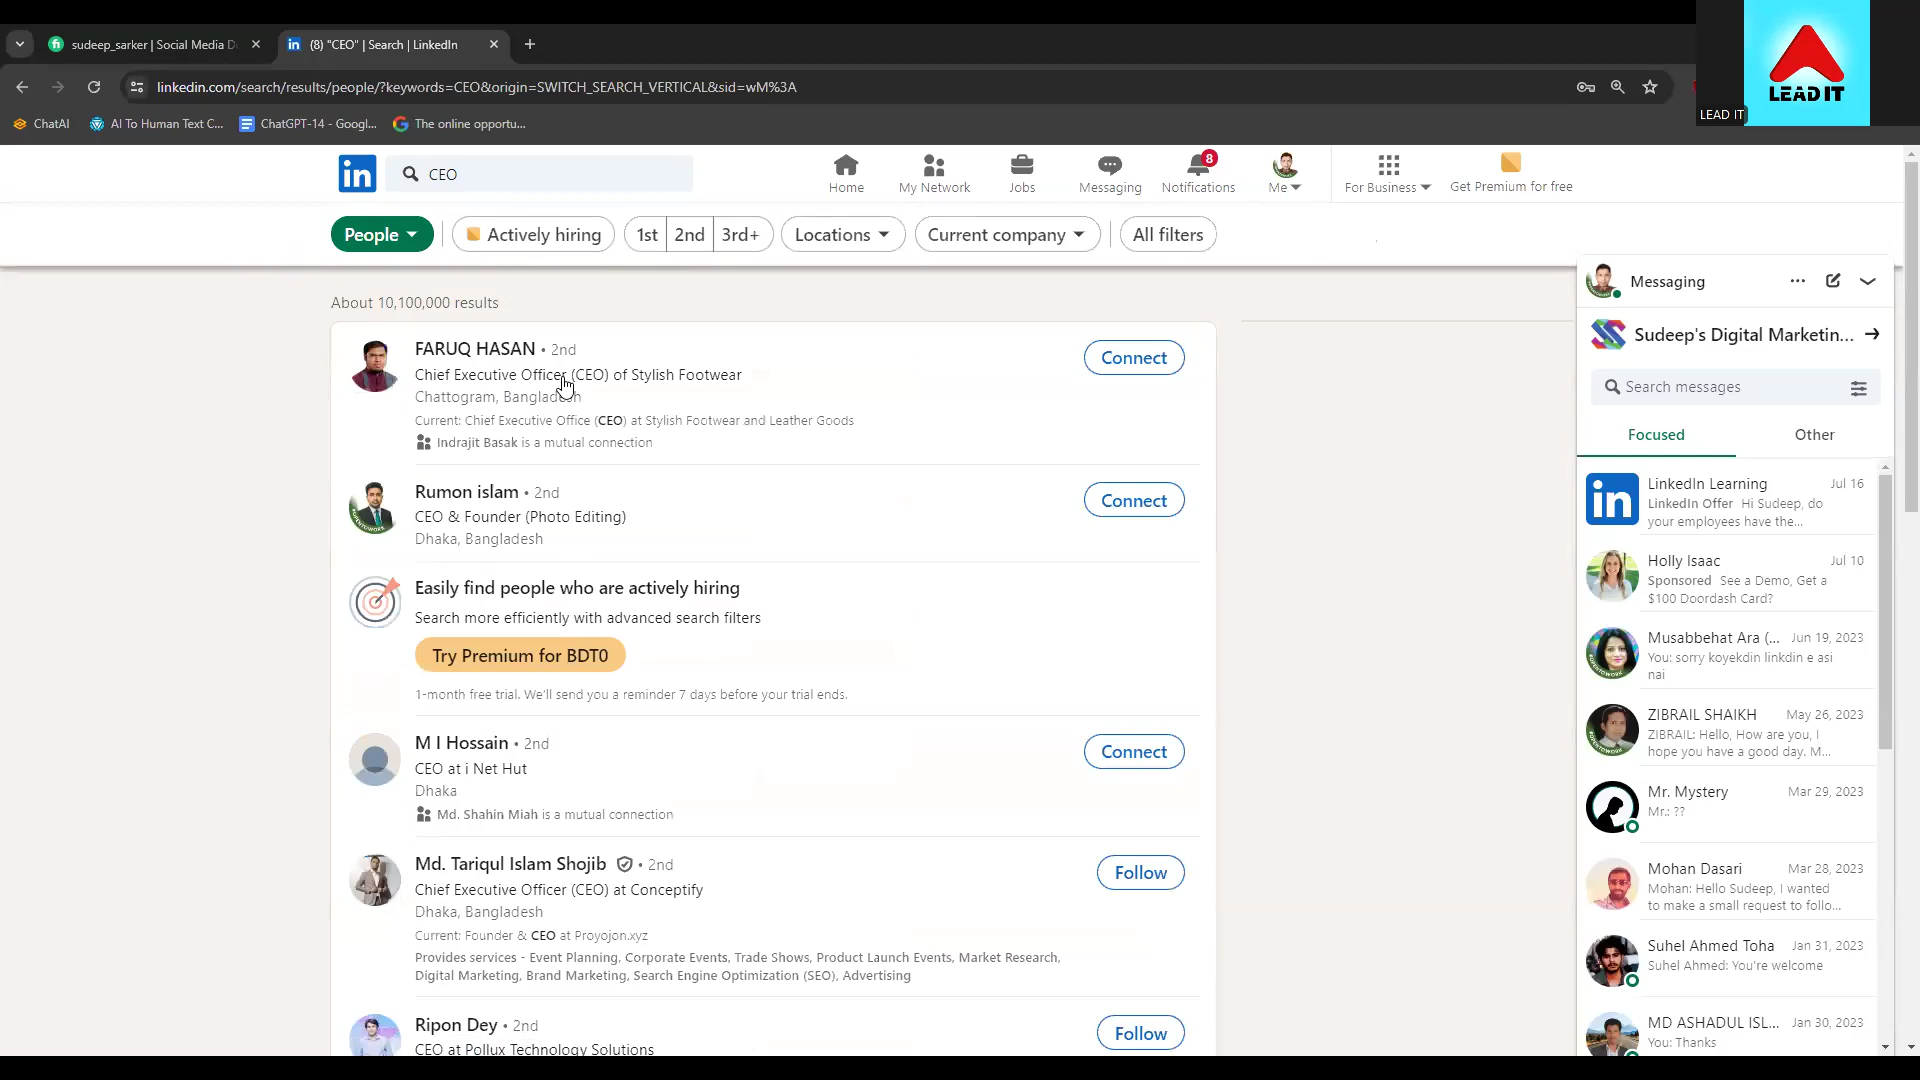 sudeep_sarker | Social Media D
(8) "CEO" | Search | LinkedIn
LEAD IT
LEAD IT
linkedin.com/search/results/people/?keywords=CEO&origin=SWITCH_SEARCH_VERTICAL&sid=wM%3A
ChatAI
AI To Human Text C...
ChatGPT-14 - Googl...
The online opportu...
in
CEO
Home
My Network
Jobs
Messaging
8
Notifications
Me
For Business
Get Premium for free
People
Actively hiring
1st
2nd
3rd+
Locations
Current company
All filters
About 10,100,000 results
FARUQ HASAN • 2nd
Chief Executive Officer (CEO) of Stylish Footwear
Chattogram, Bangladesh
Current: Chief Executive Office (CEO) at Stylish Footwear and Leather Goods
Indrajit Basak is a mutual connection
Connect
Rumon islam • 2nd
CEO & Founder (Photo Editing)
Dhaka, Bangladesh
Connect
Easily find people who are actively hiring
Search more efficiently with advanced search filters
Try Premium for BDT0
1-month free trial. We'll send you a reminder 7 days before your trial ends.
M I Hossain • 2nd
CEO at i Net Hut
Dhaka
Md. Shahin Miah is a mutual connection
Connect
Md. Tariqul Islam Shojib • 2nd
Chief Executive Officer (CEO) at Conceptify
Dhaka, Bangladesh
Current: Founder & CEO at Proyojon.xyz
Provides services - Event Planning, Corporate Events, Trade Shows, Product Launch Events, Market Research,
Digital Marketing, Brand Marketing, Search Engine Optimization (SEO), Advertising
Follow
Ripon Dey • 2nd
CEO at Pollux Technology Solutions
Follow
Messaging
Sudeep's Digital Marketin...
Search messages
Focused
Other
in
LinkedIn Learning Jul 16
LinkedIn Offer Hi Sudeep, do
your employees have the...
Holly Isaac Jul 10
Sponsored See a Demo, Get a
$100 Doordash Card?
Musabbehat Ara (... Jun 19, 2023
You: sorry koyekdin linkdin e asi
nai
ZIBRAIL SHAIKH May 26, 2023
ZIBRAIL: Hello, How are you, I
hope you have a good day. M...
Mr. Mystery Mar 29, 2023
Mr.: ??
Mohan Dasari Mar 28, 2023
Mohan: Hello Sudeep, I wanted
to make a small request to follo...
Suhel Ahmed Toha Jan 31, 2023
Suhel Ahmed: You're welcome
MD ASHADUL ISL... Jan 30, 2023
You: Thanks